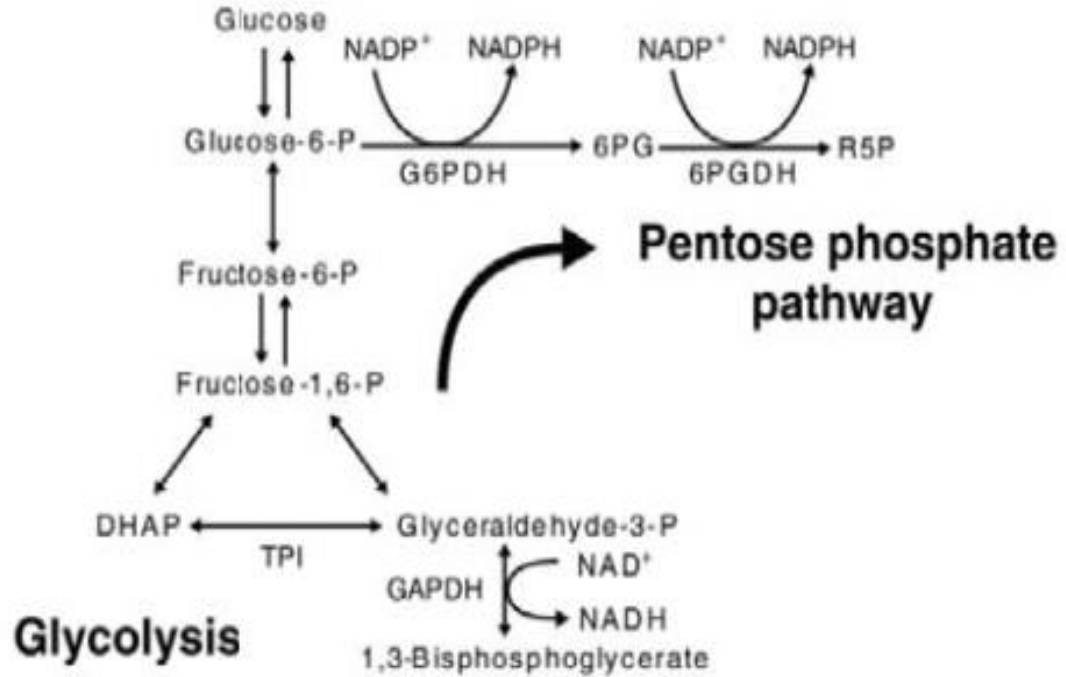 Glucose
NADP⁺ NADPH NADP⁺ NADPH
Glucose-6-P 6PG R5P
G6PDH 6PGDH
Pentose phosphate
pathway
Fructose-6-P
Fructose-1,6-P
DHAP Glyceraldehyde-3-P
TPI
NAD⁺
GAPDH
NADH
Glycolysis
1,3-Bisphosphoglycerate